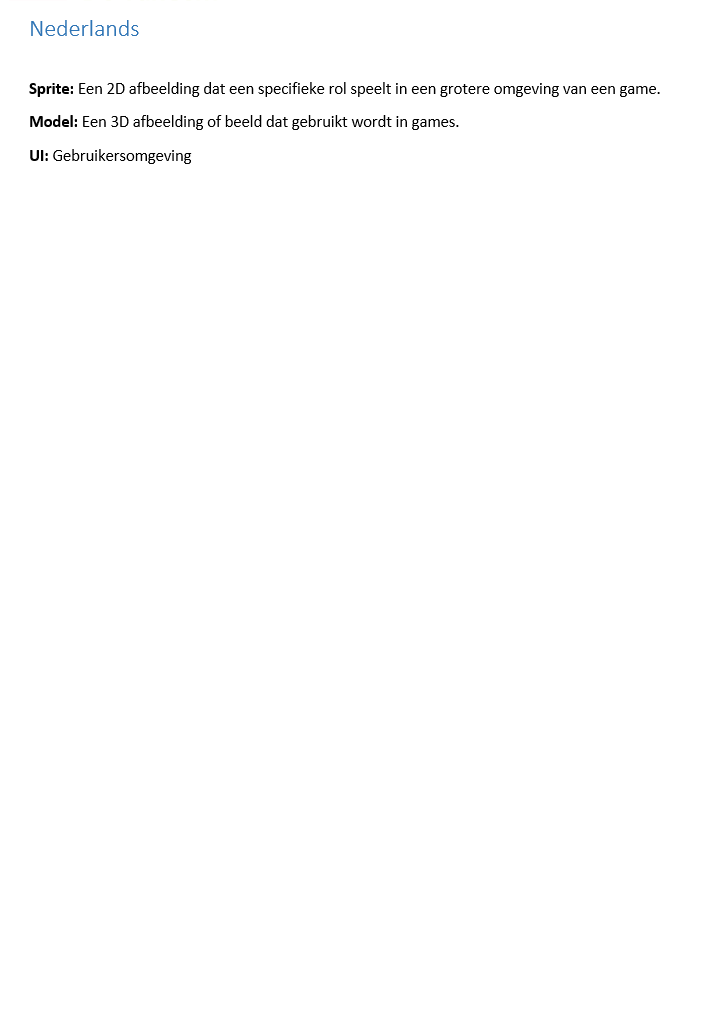 Nederlands
Sprite: Een 2D afbeelding dat een specifieke rol speelt in een grotere omgeving van een game.
Model: Een 3D afbeelding of beeld dat gebruikt wordt in games.
UI: Gebruikersomgeving